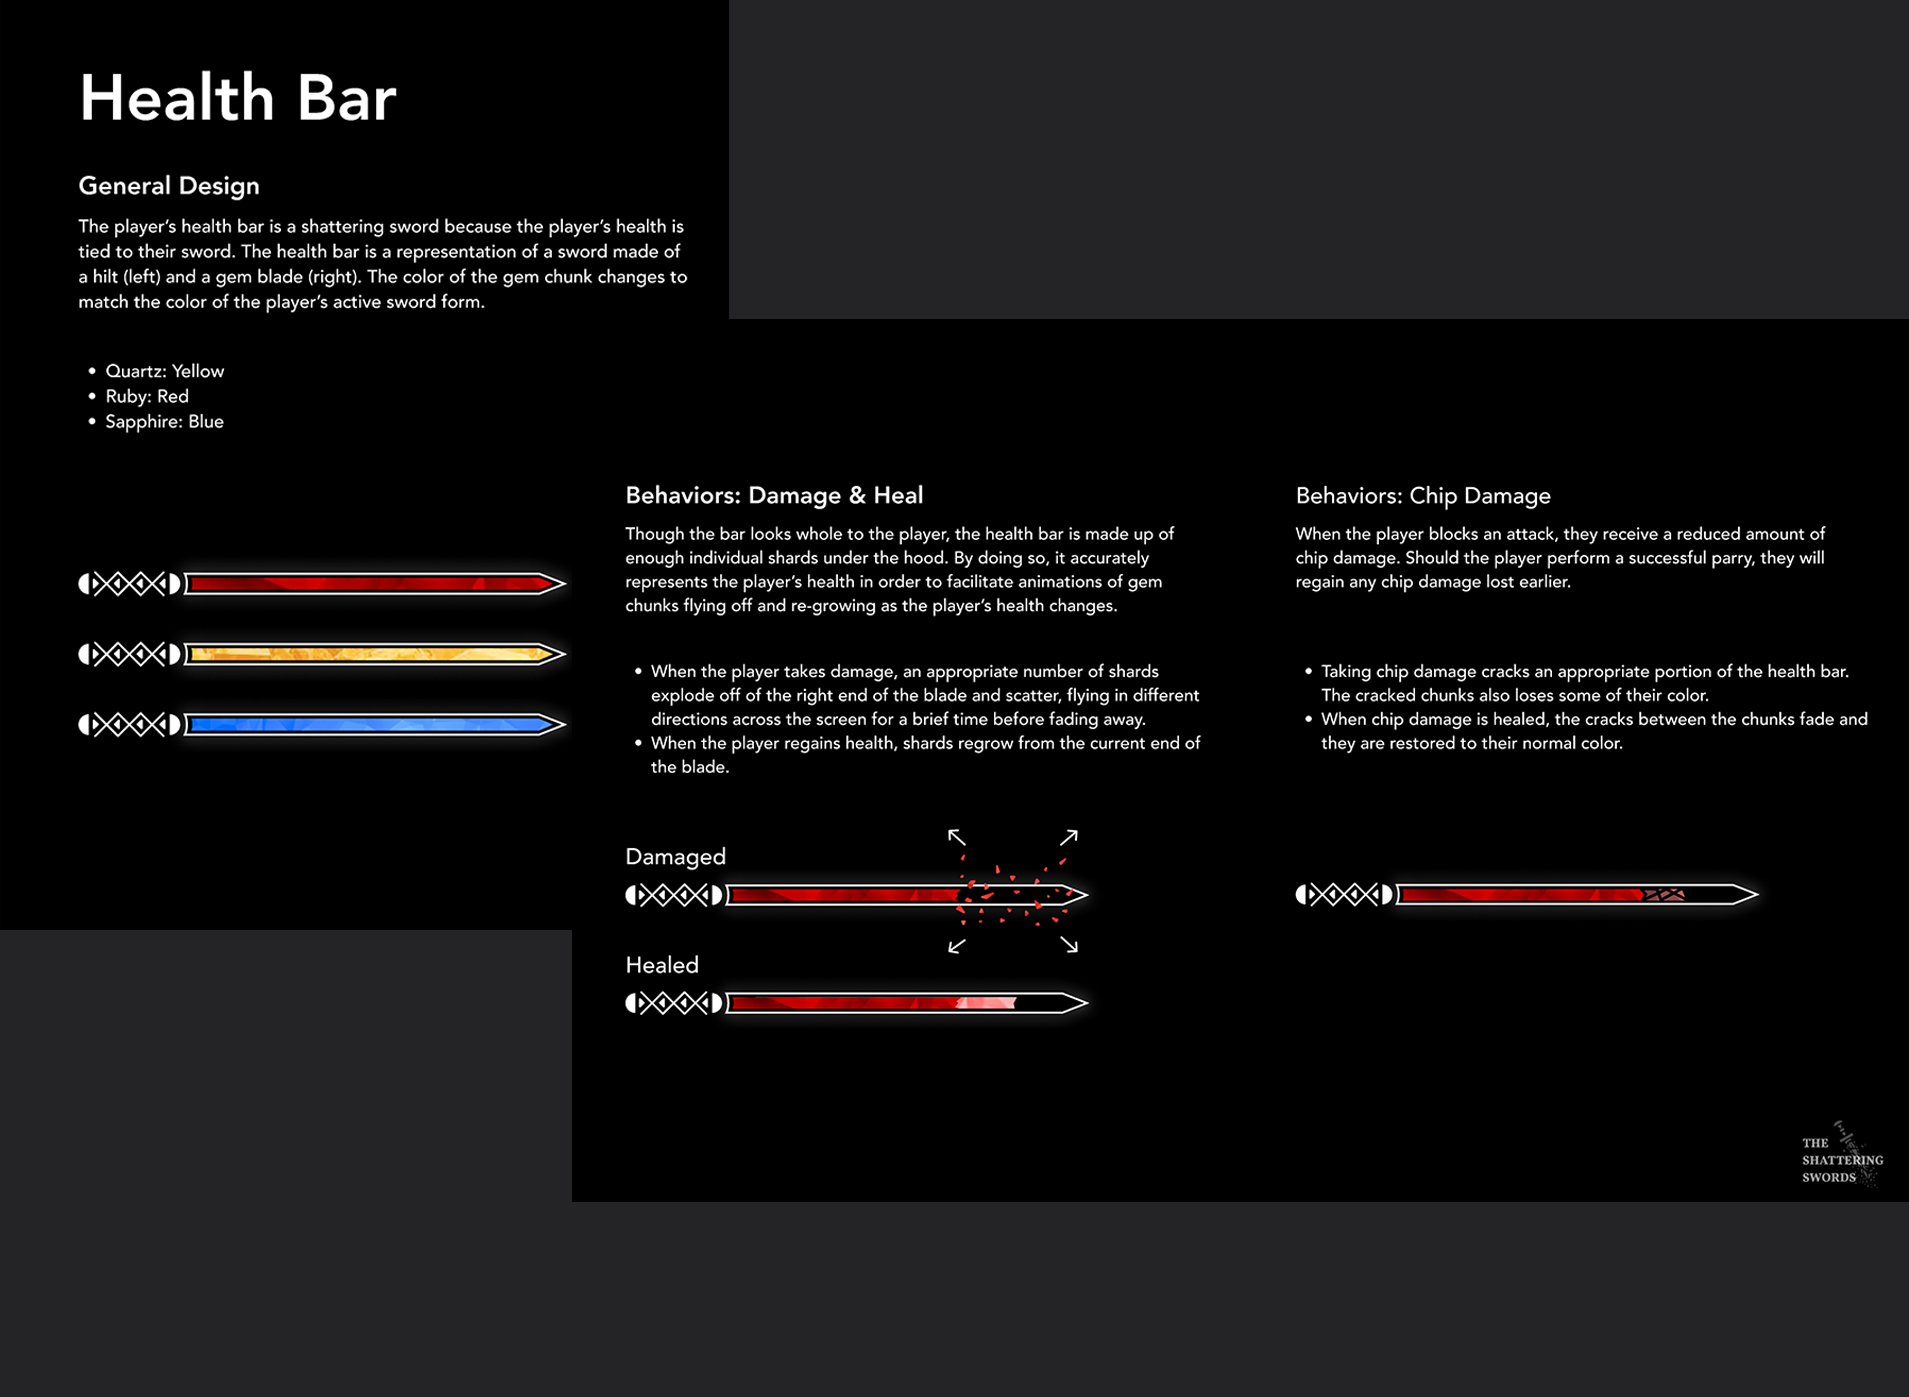 Health Bar
General Design
The player's health bar is a shattering sword because the player's health is
tied to their sword. The health bar is a representation of a sword made of
a hilt (left) and a gem blade (right). The color of the gem chunk changes to
match the color of the player's active sword form.
• Quartz: Yellow
• Ruby: Red
• Sapphire: Blue
Behaviors: Damage & Heal
Though the bar looks whole to the player, the health bar is made up of
enough individual shards under the hood. By doing so, it accurately
represents the player's health in order to facilitate animations of gem
chunks flying off and re-growing as the player's health changes.
• When the player takes damage, an appropriate number of shards
explode off of the right end of the blade and scatter, flying in different
directions across the screen for a brief time before fading away.
• When the player regains health, shards regrow from the current end of
the blade.
Damaged
Healed
Behaviors: Chip Damage
When the player blocks an attack, they receive a reduced amount of
chip damage. Should the player perform a successful parry, they will
regain any chip damage lost earlier.
• Taking chip damage cracks an appropriate portion of the health bar.
The cracked chunks also loses some of their color.
• When chip damage is healed, the cracks between the chunks fade and
they are restored to their normal color.
THE
SHATTERING
SWORDS